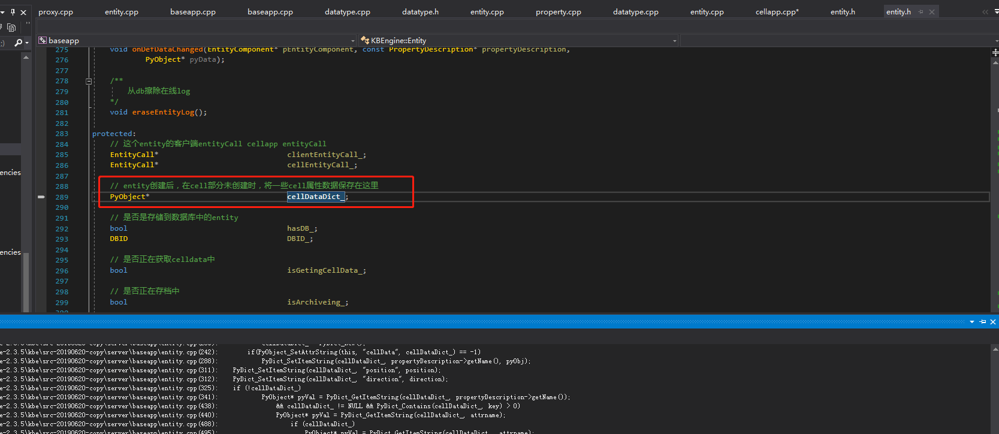 proxy.cpp entity.cpp baseapp.cpp baseapp.cpp datatype.cpp datatype.h entity.cpp property.cpp datatype.cpp entity.cpp cellapp.cpp* entity.h entity.h
baseapp KBEngine::Entity
275 void onDefDataChanged(EntityComponent* pEntityComponent, const PropertyDescription* propertyDescription,
276 PyObject* pyData);
277
278 /**
279 从db擦除在线log
280 */
281 void eraseEntityLog();
282
283 protected:
284 // 这个entity的客户端entityCall cellapp entityCall
285 EntityCall* clientEntityCall_;
286 EntityCall* cellEntityCall_;
287
288 // entity创建后，在cell部分未创建时，将一些cell属性数据保存在这里
289 PyObject* cellDataDict_;
290
291 // 是否是存储到数据库中的entity
292 bool hasDB_;
293 DBID DBID_;
294
295 // 是否正在获取celldata中
296 bool isGetingCellData_;
297
298 // 是否正在存档中
299 bool isArchiveing_;
encies
encies
e-2.3.5\kbe\src-20190620-copy\server\baseapp\entity.cpp(242): if(PyObject_SetAttrString(this, "cellData", cellDataDict_) == -1)
e-2.3.5\kbe\src-20190620-copy\server\baseapp\entity.cpp(288): PyDict_SetItemString(cellDataDict_, propertyDescription->getName(), pyObj);
e-2.3.5\kbe\src-20190620-copy\server\baseapp\entity.cpp(311): PyDict_SetItemString(cellDataDict_, "position", position);
e-2.3.5\kbe\src-20190620-copy\server\baseapp\entity.cpp(312): PyDict_SetItemString(cellDataDict_, "direction", direction);
e-2.3.5\kbe\src-20190620-copy\server\baseapp\entity.cpp(325): if (!cellDataDict_)
e-2.3.5\kbe\src-20190620-copy\server\baseapp\entity.cpp(341): PyObject* pyVal = PyDict_GetItemString(cellDataDict_, propertyDescription->getName());
e-2.3.5\kbe\src-20190620-copy\server\baseapp\entity.cpp(438): && cellDataDict_ != NULL && PyDict_Contains(cellDataDict_, key) > 0)
e-2.3.5\kbe\src-20190620-copy\server\baseapp\entity.cpp(440): PyObject* pyVal = PyDict_GetItemString(cellDataDict_, attrname);
e-2.3.5\kbe\src-20190620-copy\server\baseapp\entity.cpp(488): if (cellDataDict_)
e-2.3.5\kbe\src-20190620-copy\server\baseapp\entity.cpp(495): PyObject* pyVal = PyDict_GetItemString(cellDataDict_, attrname);